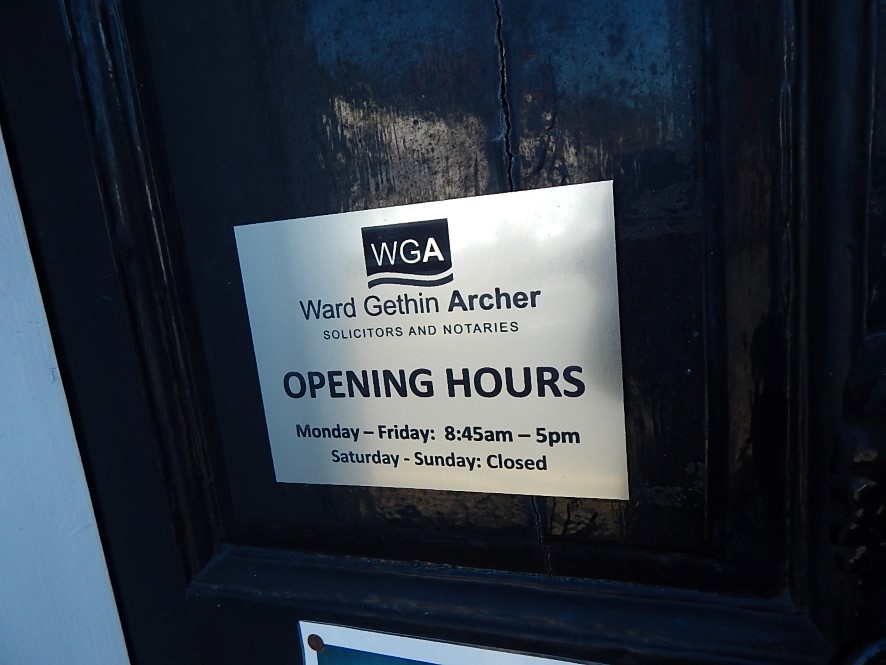 WGA
Ward Gethin Archer
SOLICITORS AND NOTARIES
OPENING HOURS
Monday – Friday: 8:45am – 5pm
Saturday - Sunday: Closed